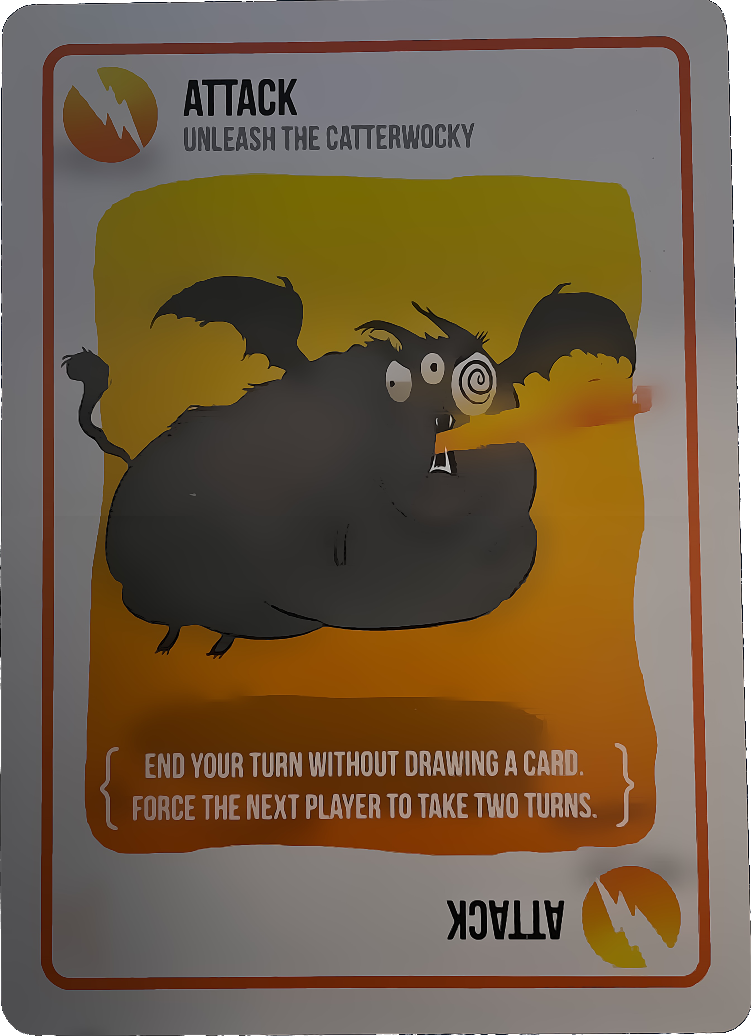 ATTACK
UNLEASH THE CATTERWOCKY
END YOUR TURN WITHOUT DRAWING A CARD.
FORCE THE NEXT PLAYER TO TAKE TWO TURNS.
ATTACK